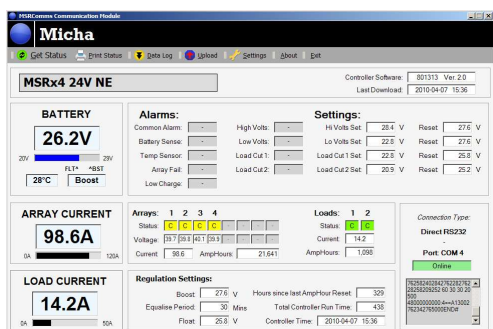 MSRComms Communication Module
Micha
Get Status Print Status Data Log Upload Settings About Exit
MSRx4 24V NE
Controller Software: 801313 Ver. 2.0
Last Download: 2010-04-07 15:36
BATTERY
26.2V
20V 29V
FLT^ ^BST
28°C Boost
Alarms:
Common Alarm: - High Volts: -
Battery Sense: - Low Volts: -
Temp Sensor: - Load Cut 1: -
Array Fail: - Load Cut 2: -
Low Charge: -
Settings:
Hi Volts Set: 28.4 V Reset 27.6 V
Lo Volts Set: 22.8 V Reset 27.6 V
Load Cut 1 Set: 22.8 V Reset 25.8 V
Load Cut 2 Set: 20.9 V Reset 25.2 V
ARRAY CURRENT
98.6A
0A 120A
Arrays: 1 2 3 4
Status: C C C C - - - -
Voltage: 39.7 39.8 40.1 39.9 - - - -
Current: 98.6 AmpHours: 21,641
Loads: 1 2
Status: C C
Current: 14.2
AmpHours: 1,098
Connection Type:
Direct RS232
-
Port: COM 4
Online
LOAD CURRENT
14.2A
0A 50A
Regulation Settings:
Boost 27.6 V Hours since last AmpHour Reset: 329
Equalise Period: 30 Mins Total Controller Run Time: 438
Float 26.8 V Controller Time: 2010-04-07 15:36
500